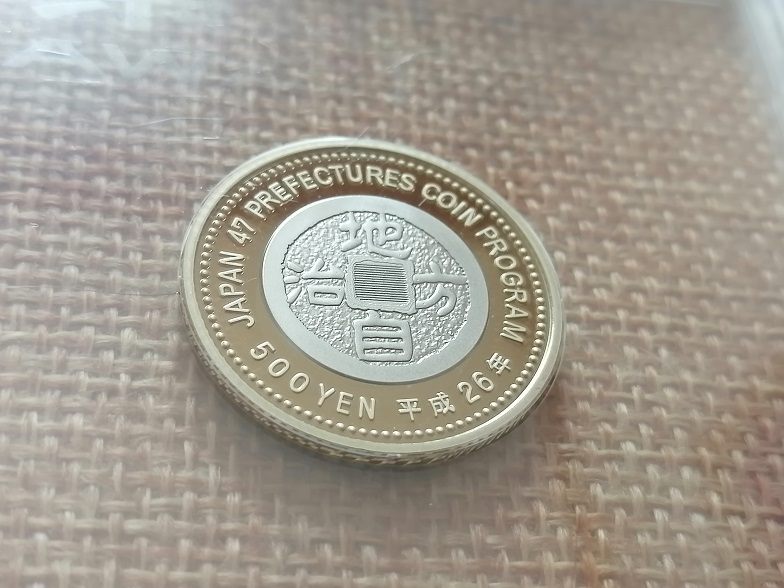 JAPAN 47 PREFECTURES COIN PROGRAM
地方自治
500 YEN 平成26年